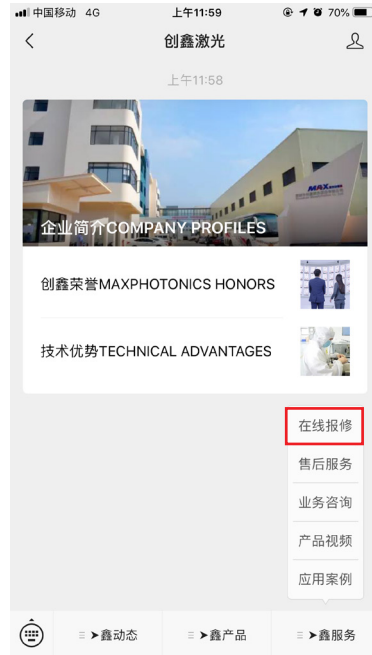 中国移动 4G 上午11:59 70%
创鑫激光
上午11:58
MAX
企业简介COMPANY PROFILES
创鑫荣誉MAXPHOTONICS HONORS
技术优势TECHNICAL ADVANTAGES
在线报修
售后服务
业务咨询
产品视频
应用案例
鑫动态 鑫产品 鑫服务